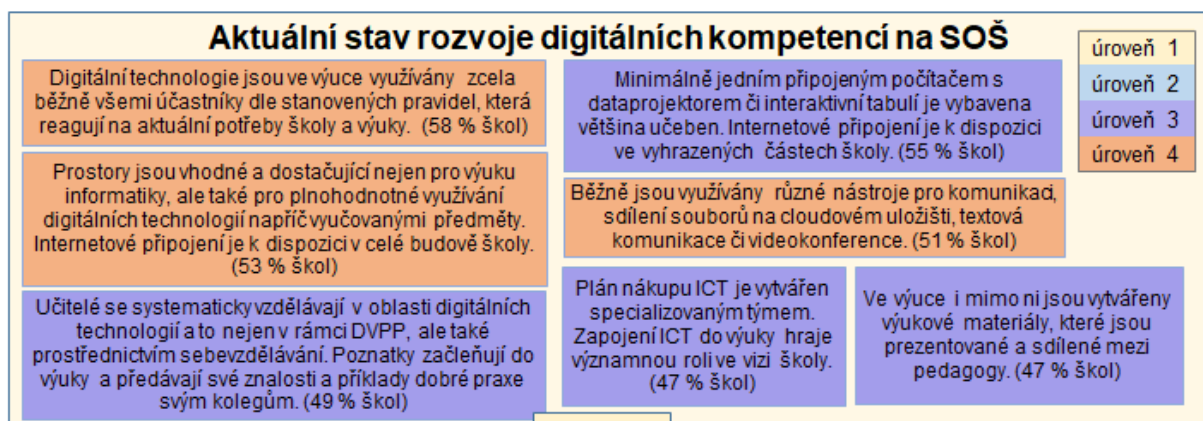 Aktuální stav rozvoje digitálních kompetencí na SOŠ
úroveň 1
úroveň 2
úroveň 3
úroveň 4
Digitální technologie jsou ve výuce využívány zcela
běžně všemi účastníky dle stanovených pravidel, která
reagují na aktuální potřeby školy a výuky. (58 % škol)
Minimálně jedním připojeným počítačem s
dataprojektorem či interaktivní tabulí je vybavena
většina učeben. Internetové připojení je k dispozici
ve vyhrazených částech školy. (55 % škol)
Prostory jsou vhodné a dostačující nejen pro výuku
informatiky, ale také pro plnohodnotné využívání
digitálních technologií napříč vyučovanými předměty.
Internetové připojení je k dispozici v celé budově školy.
(53 % škol)
Běžně jsou využívány různé nástroje pro komunikaci,
sdílení souborů na cloudovém uložišti, textová
komunikace či videokonference. (51 % škol)
Učitelé se systematicky vzdělávají v oblasti digitálních
technologií a to nejen v rámci DVPP, ale také
prostřednictvím sebevzdělávání. Poznatky začleňují do
výuky a předávají své znalosti a příklady dobré praxe
svým kolegům. (49 % škol)
Plán nákupu ICT je vytvářen
specializovaným týmem.
Zapojení ICT do výuky hraje
významnou roli ve vizi školy.
(47 % škol)
Ve výuce i mimo ni jsou vytvářeny
výukové materiály, které jsou
prezentované a sdílené mezi
pedagogy. (47 % škol)